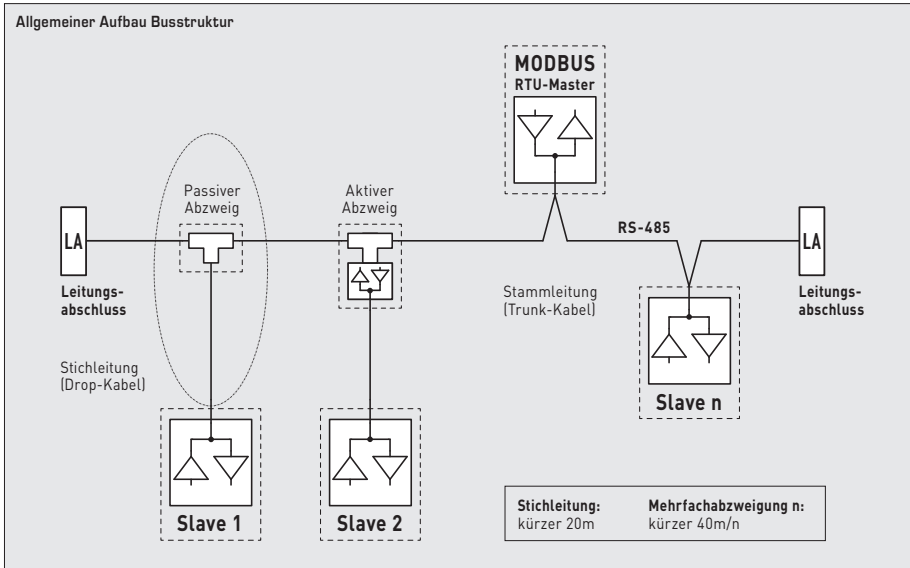 Allgemeiner Aufbau Busstruktur
MODBUS
RTU-Master
Passiver
Abzweig
Aktiver
Abzweig
LA
RS-485
LA
Leitungs-
abschluss
Stammleitung
(Trunk-Kabel)
Leitungs-
abschluss
Stichleitung
(Drop-Kabel)
Slave n
Slave 1
Slave 2
Stichleitung:
kürzer 20m
Mehrfachabzweigung n:
kürzer 40m/n